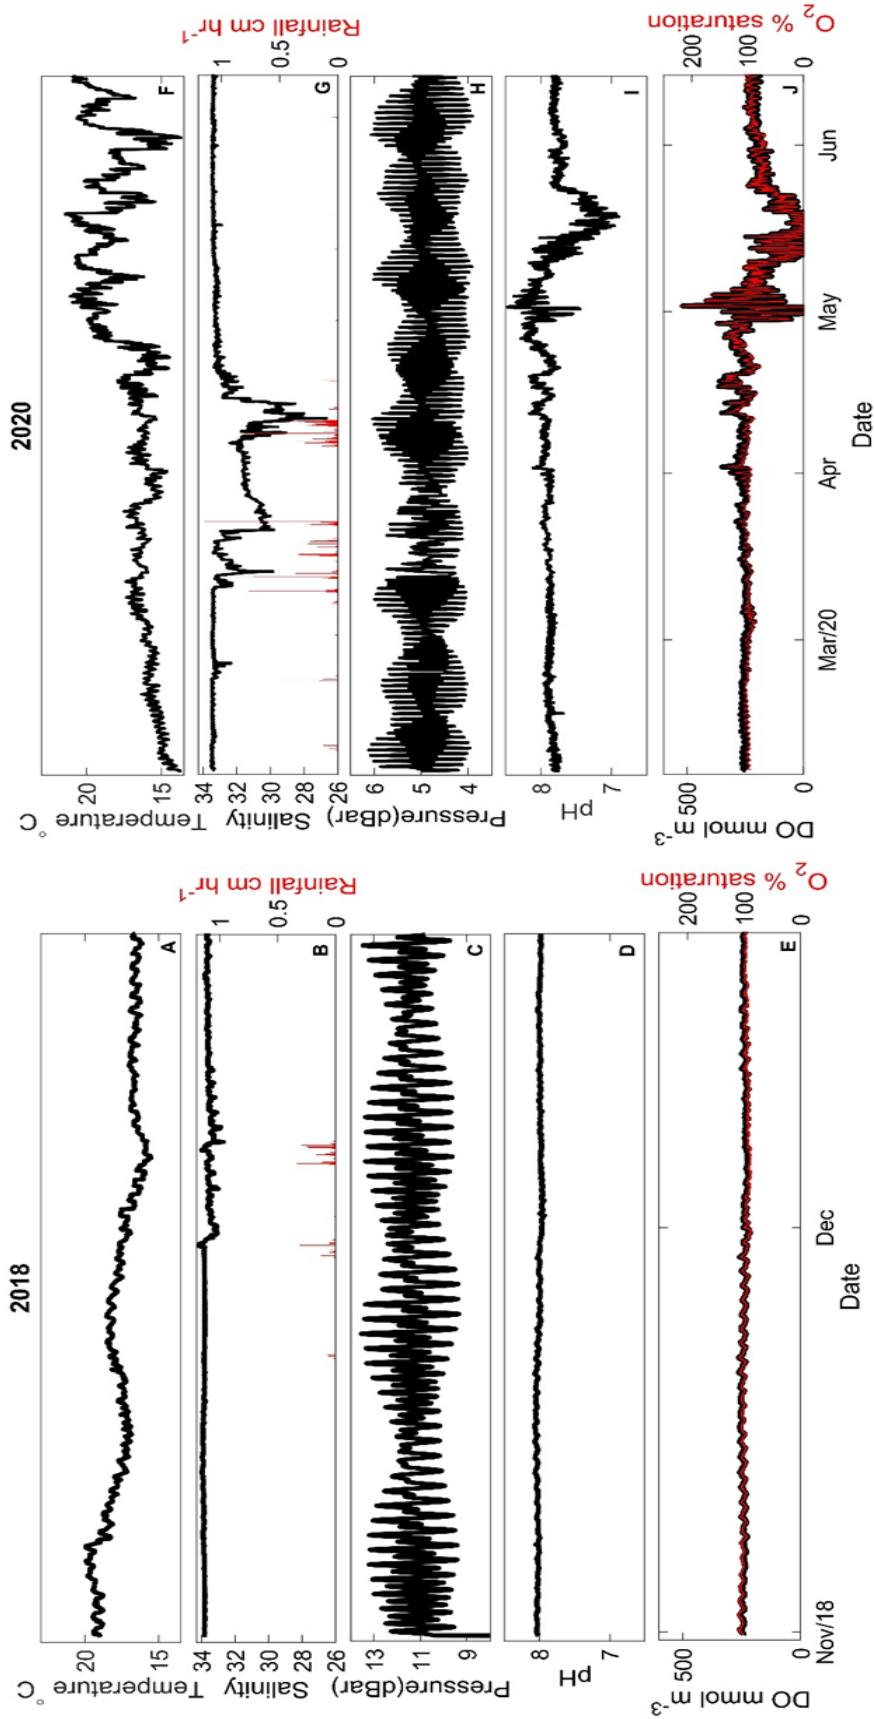 2018
Temperature °C
20
15
A
Salinity
34
32
30
28
26
B
1
0.5
0
Rainfall cm hr⁻¹
Pressure(dBar)
13
11
9
C
pH
8
7
D
DO mmol m⁻³
500
0
E
200
100
0
O₂ % saturation
Nov/18
Dec
Date
2020
Temperature °C
20
15
F
Salinity
34
32
30
28
26
G
1
0.5
0
Rainfall cm hr⁻¹
Pressure(dBar)
6
5
4
H
pH
8
7
I
DO mmol m⁻³
500
0
J
200
100
0
O₂ % saturation
Mar/20
Apr
May
Jun
Date